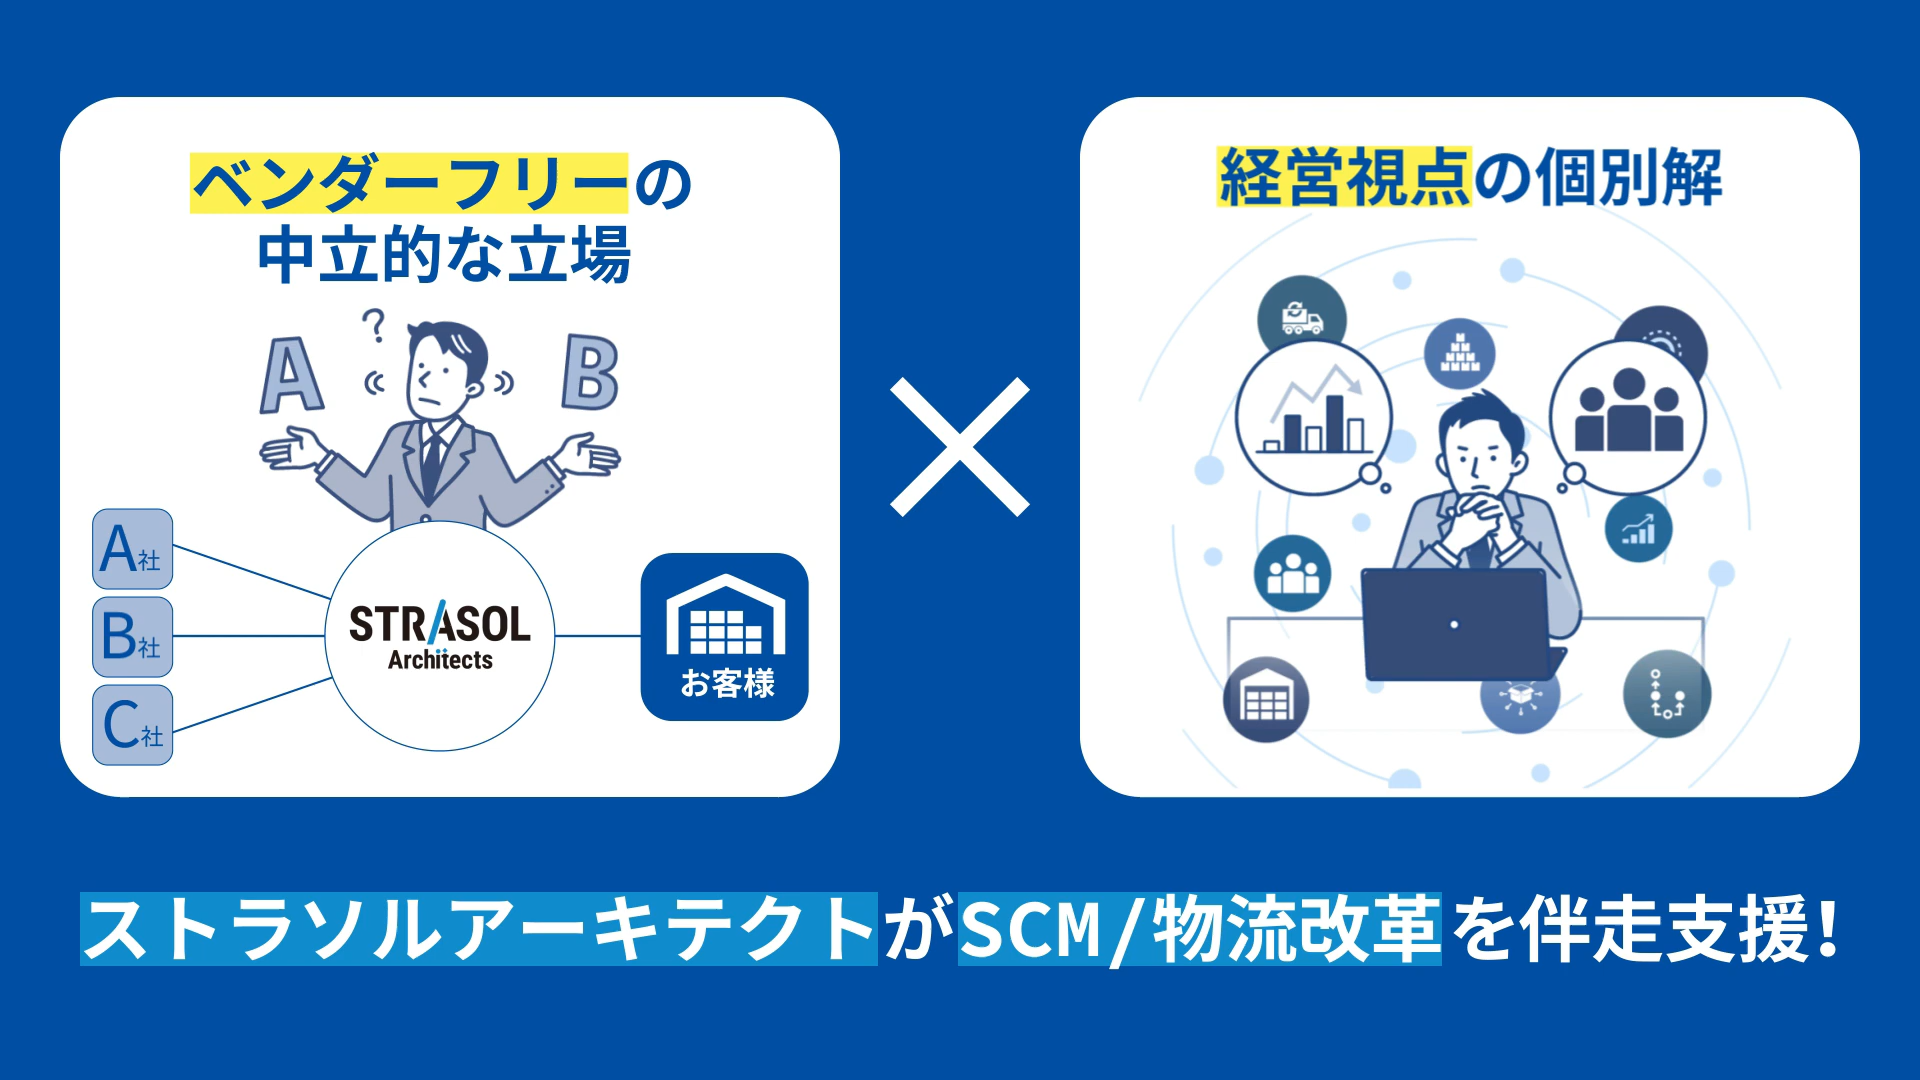 ベンダーフリーの
中立的な立場
?
A
B
A社
B社
C社
STRASOL
Architects
お客様
経営視点の個別解
ストラソルアーキテクトがSCM/物流改革を伴走支援!